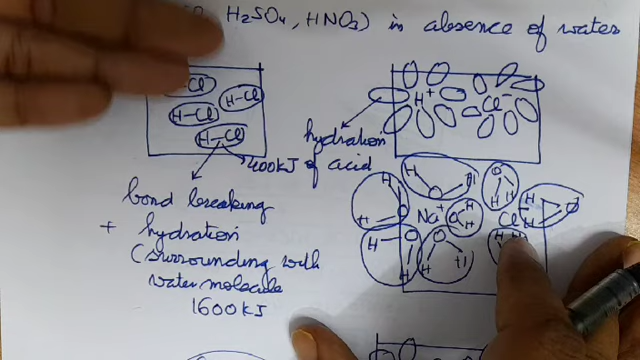 H₂SO₄, HNO₃) in absence of water
H-Cl
H-Cl
H-Cl
H-Cl
H⁺
Cl⁻
hydration
of acid
400kJ
bond breaking
+ hydration
(surrounding with
water molecule
1600kJ
H
H
O
H
Na⁺
O
H
H
O
H
H
Cl⁻
H
H
O
H
H
O
H
O
H
H
H
H